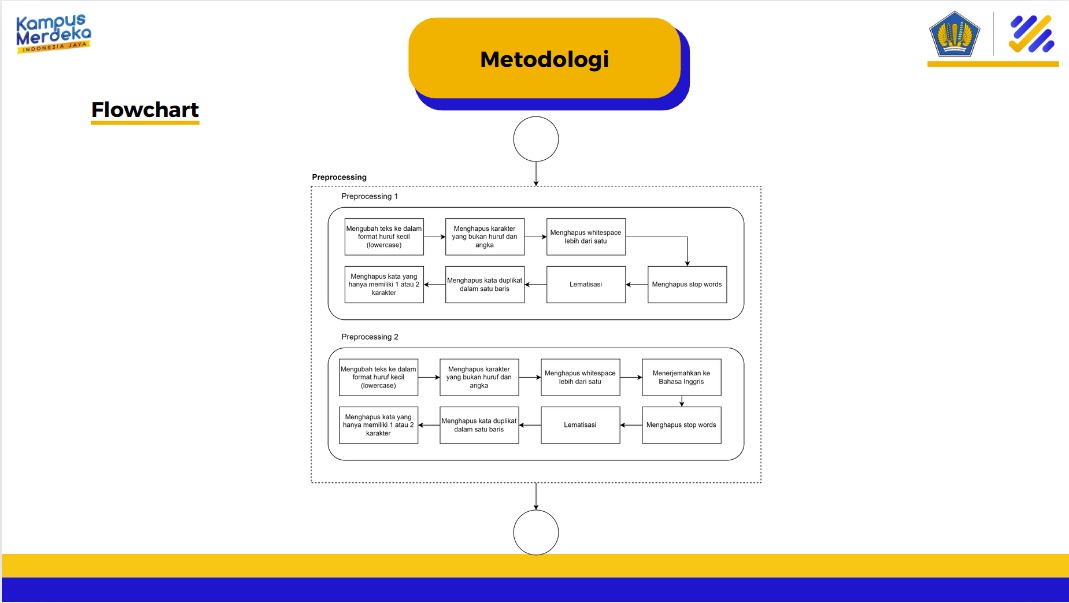 Kampus
Merdeka
INDONESIA JAYA
Metodologi
Flowchart
Preprocessing
Preprocessing 1
Mengubah teks ke dalam
format huruf kecil
(lowercase)
Menghapus karakter
yang bukan huruf dan
angka
Menghapus whitespace
lebih dari satu
Menghapus kata yang
hanya memiliki 1 atau 2
karakter
Menghapus kata duplikat
dalam satu baris
Lematisasi
Menghapus stop words
Preprocessing 2
Mengubah teks ke dalam
format huruf kecil
(lowercase)
Menghapus karakter
yang bukan huruf dan
angka
Menghapus whitespace
lebih dari satu
Menerjemahkan ke
Bahasa Inggris
Menghapus kata yang
hanya memiliki 1 atau 2
karakter
Menghapus kata duplikat
dalam satu baris
Lematisasi
Menghapus stop words